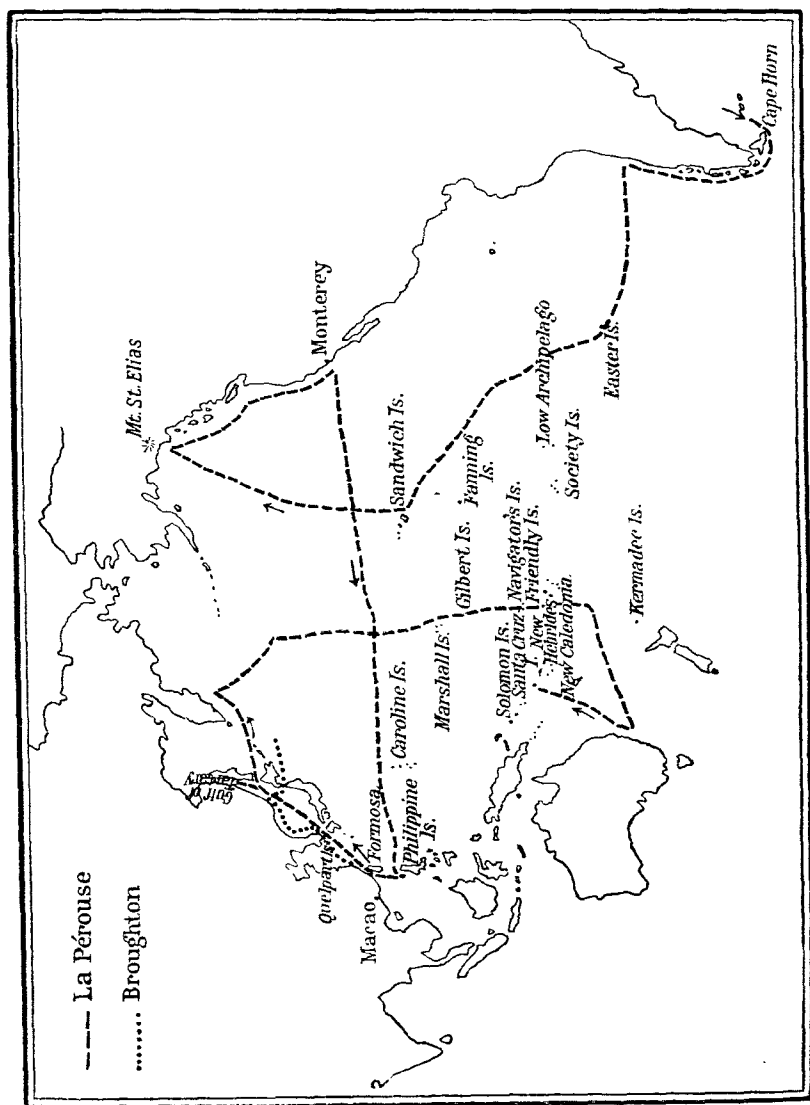 La Pérouse
Broughton
Mt. St. Elias
Monterey
Gulf of
Tartary
Quelpart
Formosa
Macao
Philippine
Is.
Caroline Is.
Marshall Is.
Sandwich Is.
Gilbert Is.
Fanning
Is.
Solomon Is.
Santa Cruz
I.
Navigator's Is.
New
Hebrides
Friendly Is.
New Caledonia
Low Archipelago
Society Is.
Easter Is.
Kermadec Is.
Cape Horn